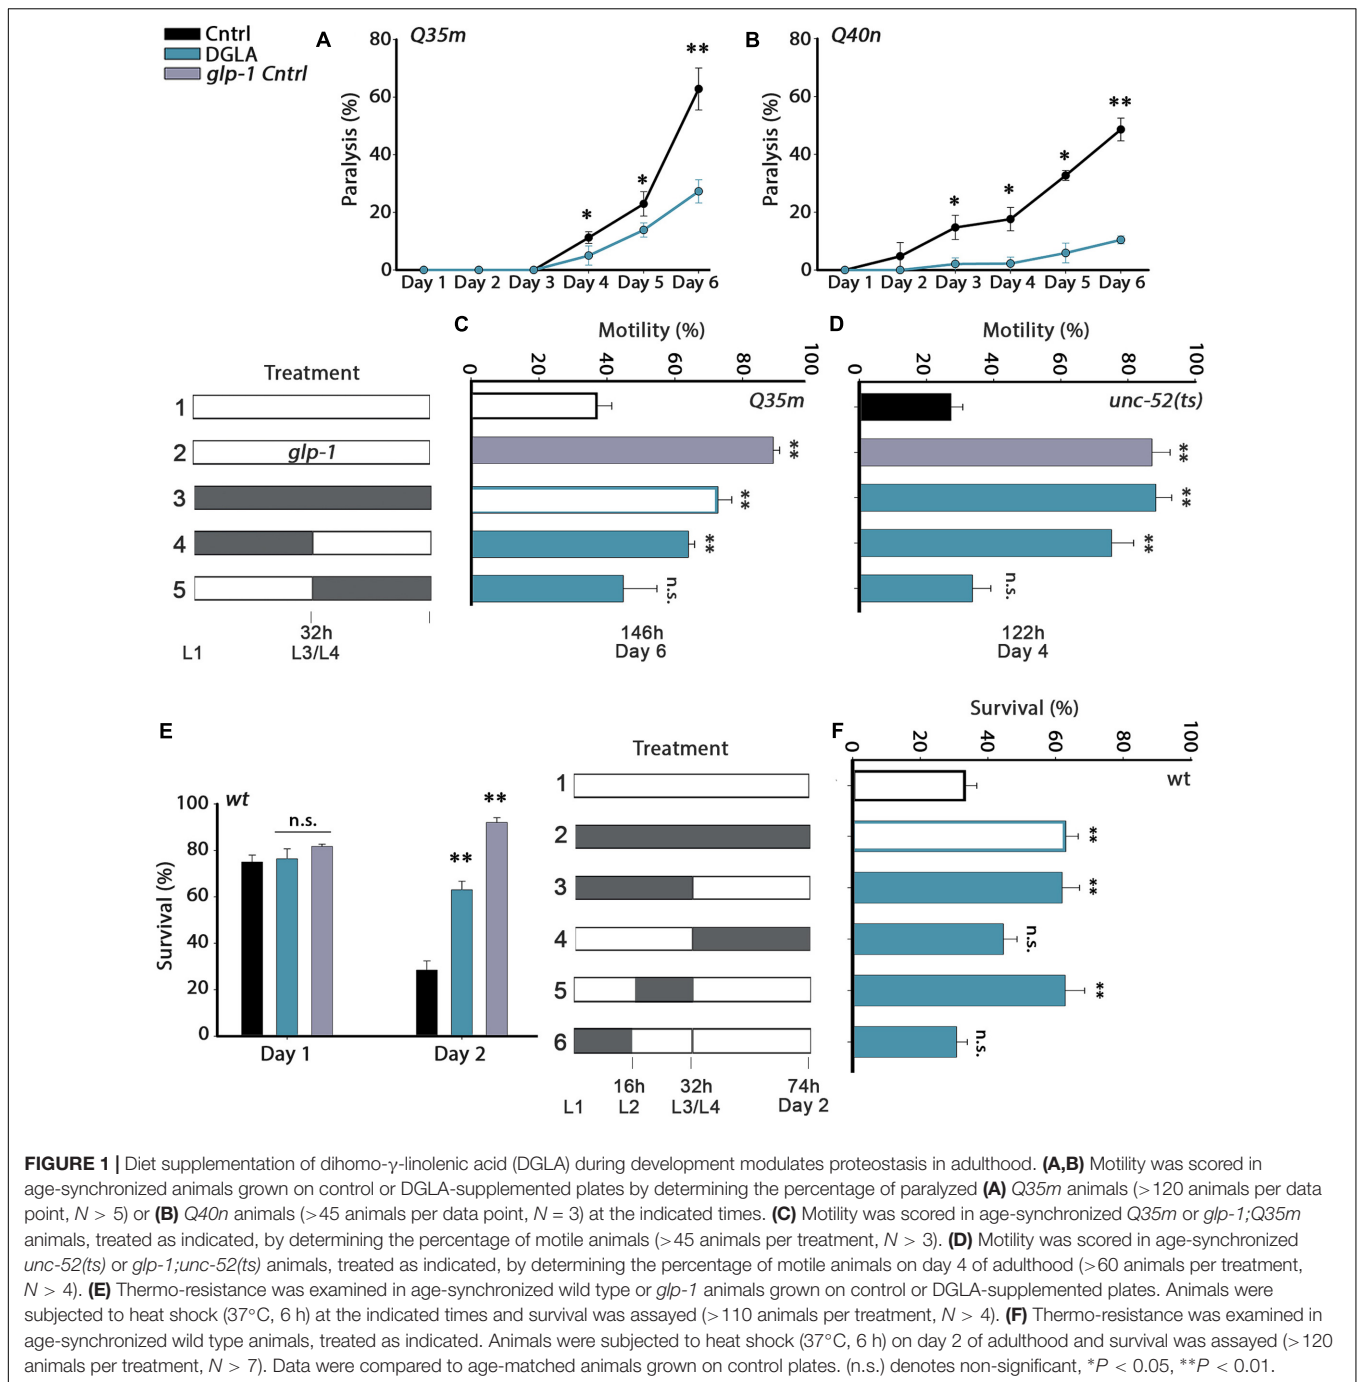 Cntrl
DGLA
glp-1 Cntrl
A
Q35m
Paralysis (%)
80
60
40
20
0
*
*
**
Day 1 Day 2 Day 3 Day 4 Day 5 Day 6
B
Q40n
Paralysis (%)
80
60
40
20
0
*
*
*
**
Day 1 Day 2 Day 3 Day 4 Day 5 Day 6
Treatment
1
2 glp-1
3
4
5
32h
L1 L3/L4
C
Motility (%)
0 20 40 60 80 100
Q35m
**
**
**
n.s.
146h
Day 6
D
Motility (%)
0 20 40 60 80 100
unc-52(ts)
**
**
**
n.s.
122h
Day 4
E
wt
Survival (%)
100
80
60
40
20
0
n.s.
**
**
Day 1 Day 2
Treatment
1
2
3
4
5
6
16h 32h 74h
L1 L2 L3/L4 Day 2
F
Survival (%)
0 20 40 60 80 100
wt
**
**
n.s.
**
n.s.
FIGURE 1 | Diet supplementation of dihomo-γ-linolenic acid (DGLA) during development modulates proteostasis in adulthood. (A,B) Motility was scored in
age-synchronized animals grown on control or DGLA-supplemented plates by determining the percentage of paralyzed (A) Q35m animals (>120 animals per data
point, N > 5) or (B) Q40n animals (>45 animals per data point, N = 3) at the indicated times. (C) Motility was scored in age-synchronized Q35m or glp-1;Q35m
animals, treated as indicated, by determining the percentage of motile animals (>45 animals per treatment, N > 3). (D) Motility was scored in age-synchronized
unc-52(ts) or glp-1;unc-52(ts) animals, treated as indicated, by determining the percentage of motile animals on day 4 of adulthood (>60 animals per treatment,
N > 4). (E) Thermo-resistance was examined in age-synchronized wild type or glp-1 animals grown on control or DGLA-supplemented plates. Animals were
subjected to heat shock (37°C, 6 h) at the indicated times and survival was assayed (>110 animals per treatment, N > 4). (F) Thermo-resistance was examined in
age-synchronized wild type animals, treated as indicated. Animals were subjected to heat shock (37°C, 6 h) on day 2 of adulthood and survival was assayed (>120
animals per treatment, N > 7). Data were compared to age-matched animals grown on control plates. (n.s.) denotes non-significant, *P < 0.05, **P < 0.01.